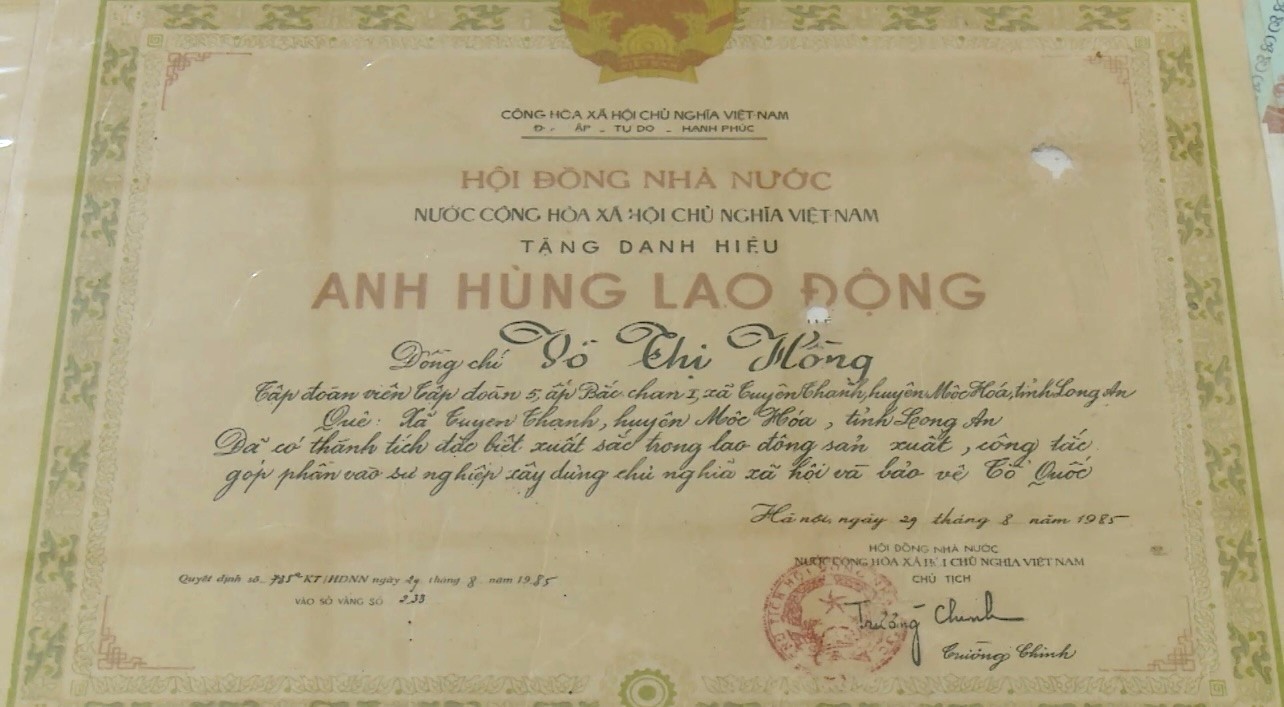 CỘNG HÒA XÃ HỘI CHỦ NGHĨA VIỆT NAM
TỰ DO - HẠNH PHÚC
HỘI ĐỒNG NHÀ NƯỚC
NƯỚC CỘNG HÒA XÃ HỘI CHỦ NGHĨA VIỆT NAM
TẶNG DANH HIỆU
ANH HÙNG LAO ĐỘNG
Đồng chí Võ Thị Hồng
Tập đoàn viên tập đoàn 5, ấp Bắc chan I, xã Tuyên Thanh, huyện Mộc Hóa, tỉnh Long An
Quê: Xã Tuyên Thanh, huyện Mộc Hóa, tỉnh Long An
Đã có thành tích đặc biệt xuất sắc trong lao động sản xuất, công tác
góp phần vào sự nghiệp xây dựng chủ nghĩa xã hội và bảo vệ Tổ Quốc
Hà nội, ngày 29 tháng 8 năm 1985
HỘI ĐỒNG NHÀ NƯỚC
NƯỚC CỘNG HÒA XÃ HỘI CHỦ NGHĨA VIỆT NAM
CHỦ TỊCH
Trường Chinh
Trường Chinh
Quyết định số KT/HĐNN ngày 29 tháng 8 năm 1985
VÀO SỔ VÀNG SỐ 233